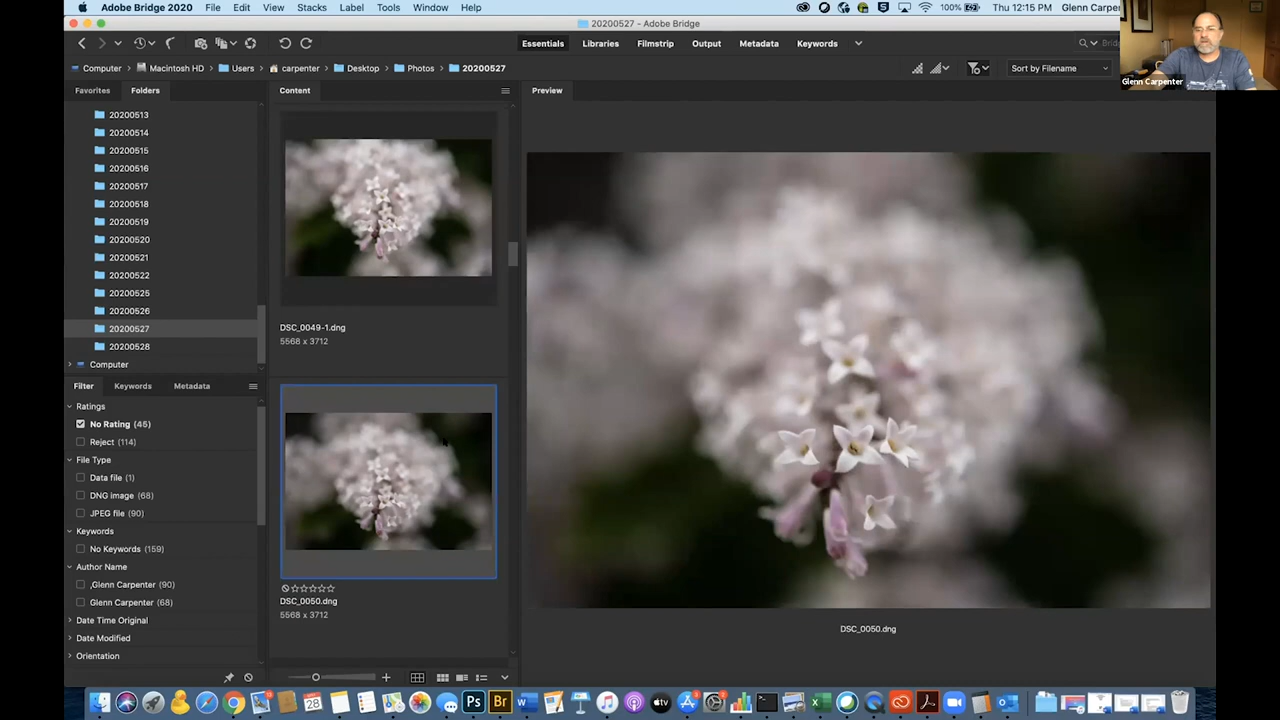 Adobe Bridge 2020 File Edit View Stacks Label Tools Window Help 100% Thu 12:15 PM Glenn Carpen
20200527 - Adobe Bridge
Essentials Libraries Filmstrip Output Metadata Keywords
Computer Macintosh HD Users carpenter Desktop Photos 20200527 Sort by Filename
Glenn Carpenter
Favorites Folders
20200513
20200514
20200515
20200516
20200517
20200518
20200519
20200520
20200521
20200522
20200525
20200526
20200527
20200528
Computer
Filter Keywords Metadata
Ratings
No Rating (45)
Reject (114)
File Type
Data file (1)
DNG image (68)
JPEG file (90)
Keywords
No Keywords (159)
Author Name
,Glenn Carpenter (90)
Glenn Carpenter (68)
Date Time Original
Date Modified
Orientation
Content
DSC_0049-1.dng
5568 x 3712
DSC_0050.dng
5568 x 3712
Preview
DSC_0050.dng
Ps
Br